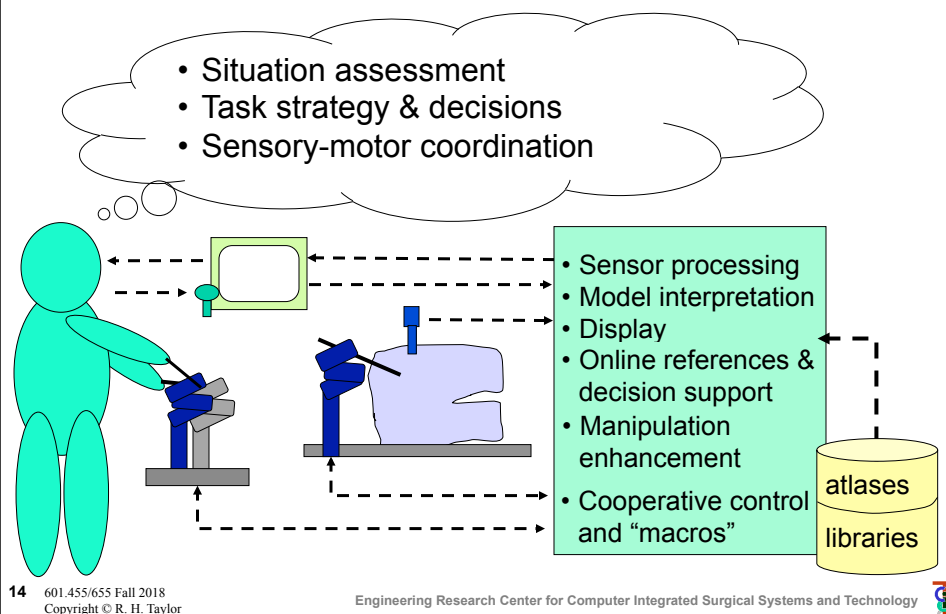 • Situation assessment
• Task strategy & decisions
• Sensory-motor coordination
• Sensor processing
• Model interpretation
• Display
• Online references &
decision support
• Manipulation
enhancement
• Cooperative control
and “macros”
atlases
libraries
14 601.455/655 Fall 2018
Copyright © R. H. Taylor
Engineering Research Center for Computer Integrated Surgical Systems and Technology